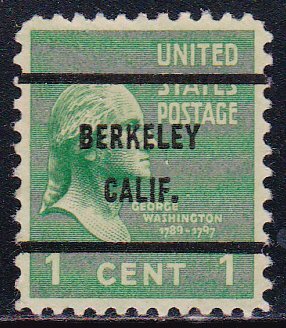 UNITED
STATES
POSTAGE
BERKELEY
CALIF.
GEORGE
WASHINGTON
1789-1797
1 CENT 1